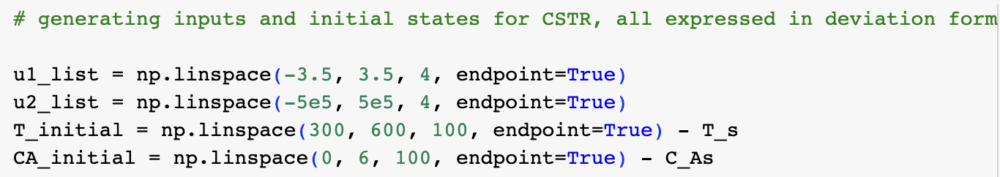 # generating inputs and initial states for CSTR, all expressed in deviation form
u1_list = np.linspace(-3.5, 3.5, 4, endpoint=True)
u2_list = np.linspace(-5e5, 5e5, 4, endpoint=True)
T_initial = np.linspace(300, 600, 100, endpoint=True) - T_s
CA_initial = np.linspace(0, 6, 100, endpoint=True) - C_As